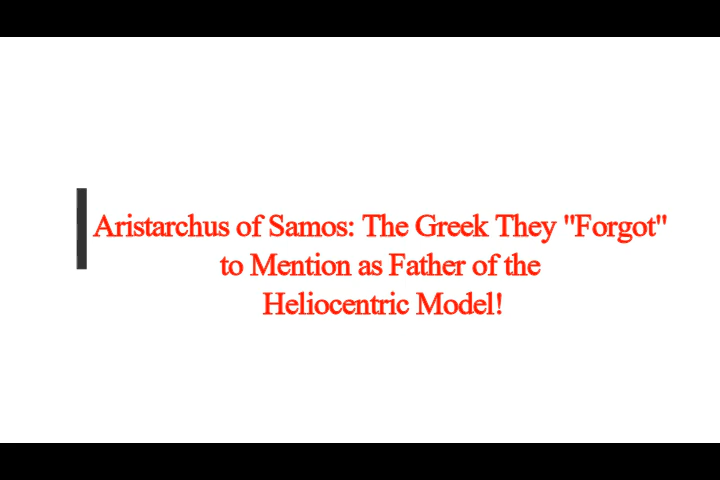 Aristarchus of Samos: The Greek They "Forgot"
to Mention as Father of the
Heliocentric Model!